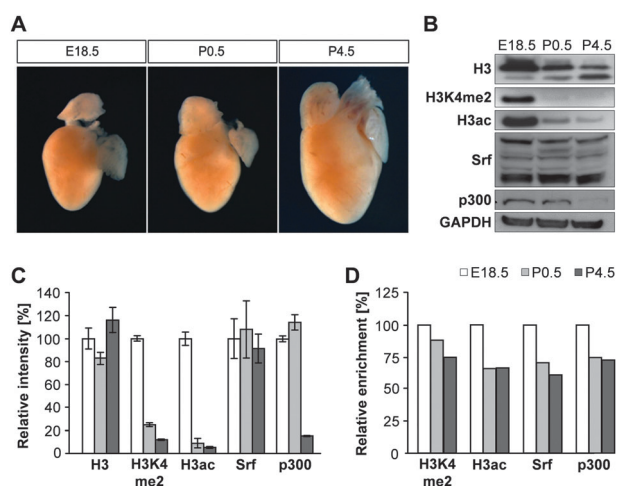 A
E18.5 P0.5 P4.5
B
E18.5 P0.5 P4.5
H3
H3K4me2
H3ac
Srf
p300
GAPDH
C
Relative intensity [%]
140
120
100
80
60
40
20
0
H3 H3K4 me2 H3ac Srf p300
D
E18.5 P0.5 P4.5
Relative enrichment [%]
125
100
75
50
25
0
H3K4 me2 H3ac Srf p300